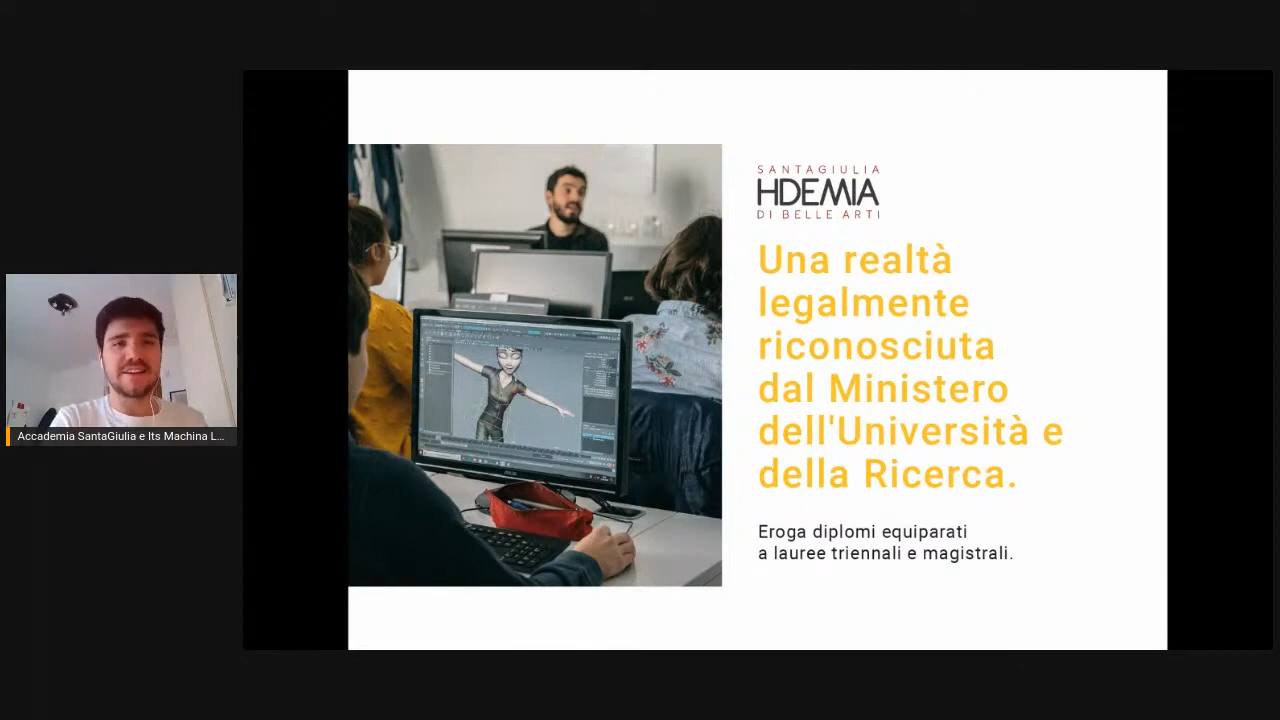 SANTAGIULIA
HDEMIA
DI BELLE ARTI
Una realtà
legalmente
riconosciuta
dal Ministero
dell'Università e
della Ricerca.
Eroga diplomi equiparati
a lauree triennali e magistrali.
Accademia SantaGiulia e Its Machina L...